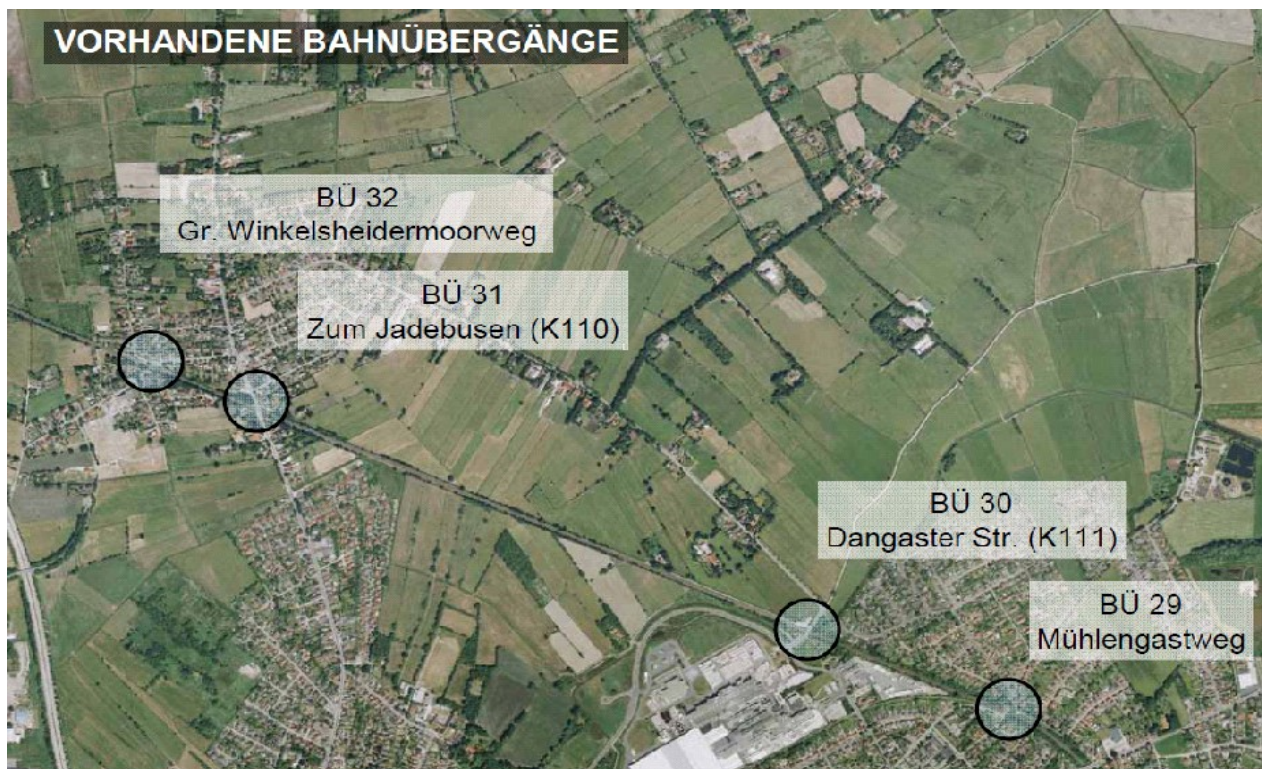 VORHANDENE BAHNÜBERGÄNGE
BÜ 32
Gr. Winkelsheidermoorweg
BÜ 31
Zum Jadebusen (K110)
BÜ 30
Dangaster Str. (K111)
BÜ 29
Mühlengastweg